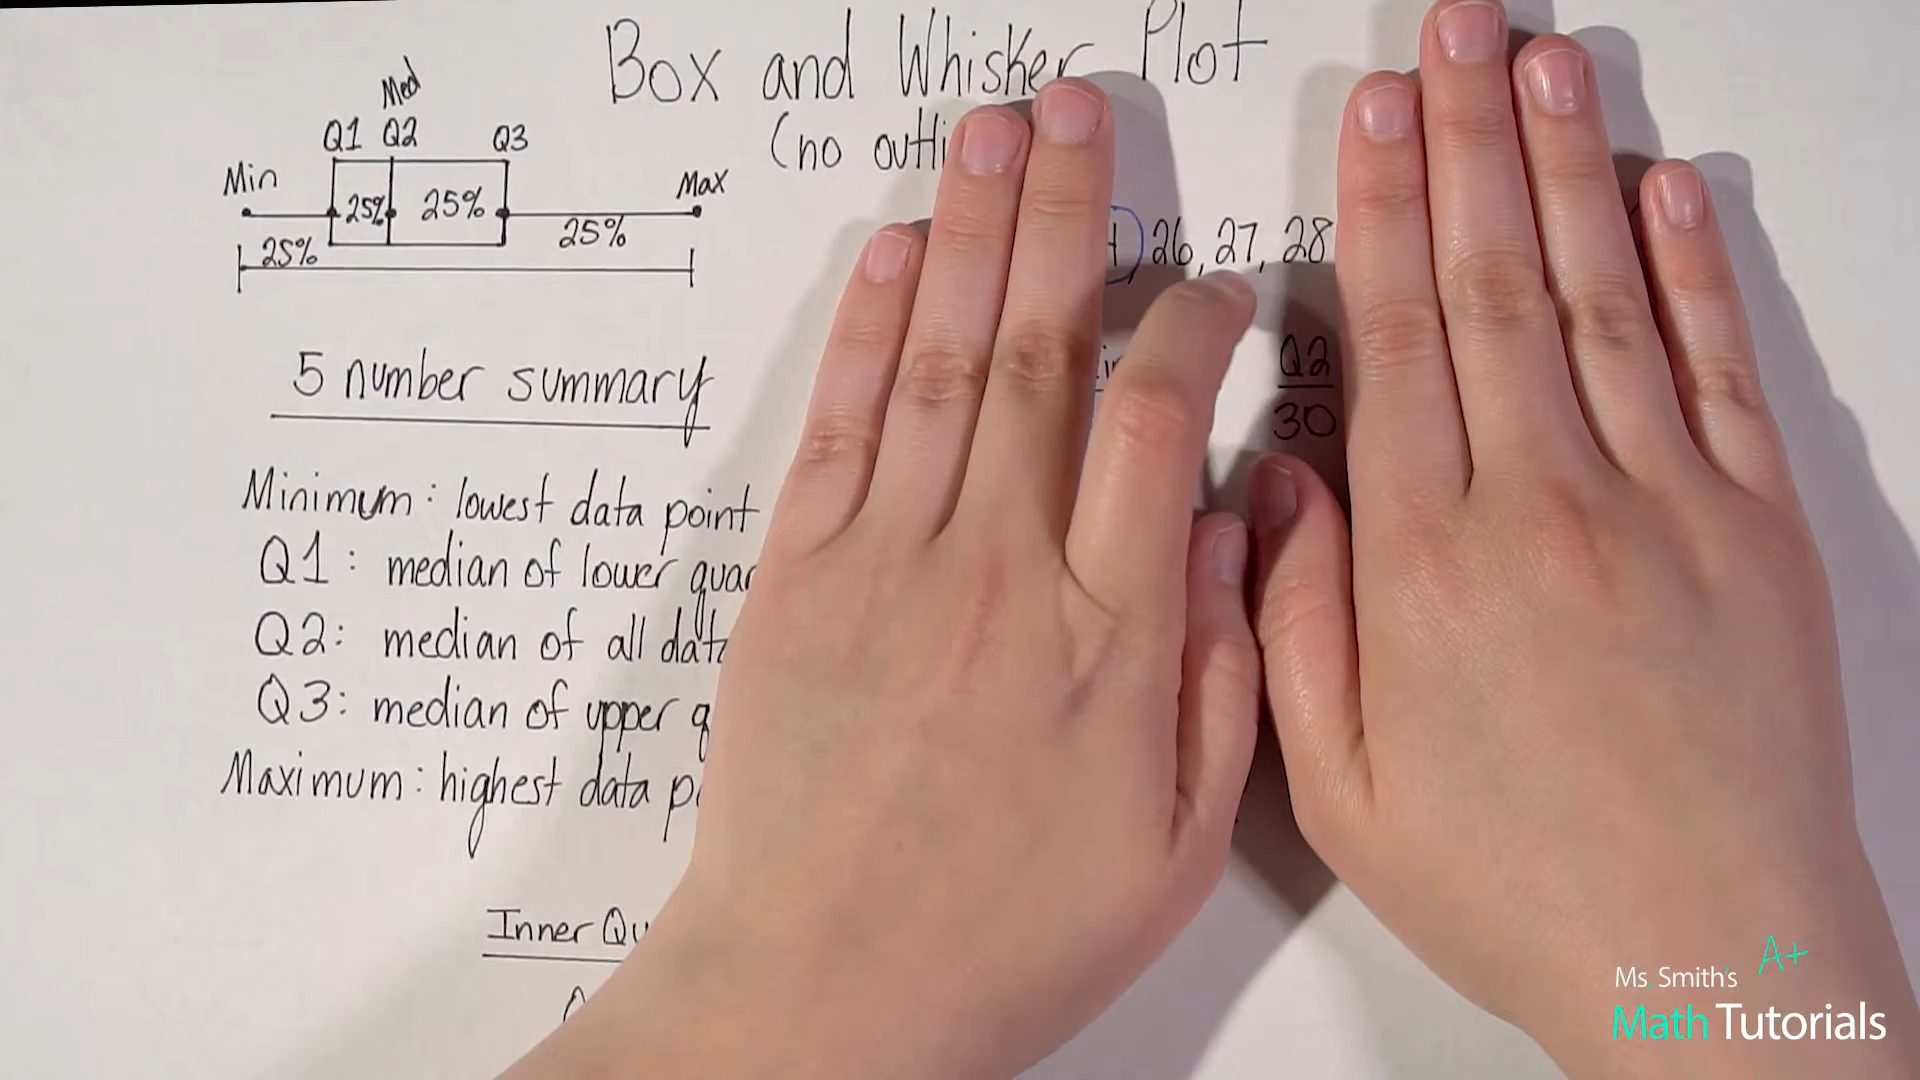 Box and Whisker Plot
(no outli
Med
Q1 Q2 Q3
Min Max
25% 25% 25% 25%
26, 27, 28
Q2
30
5 number summary
Minimum: lowest data point
Q1: median of lower quar
Q2: median of all data
Q3: median of upper q
Maximum: highest data p
Inner Qu
Q
A+
Ms. Smith's
Math Tutorials